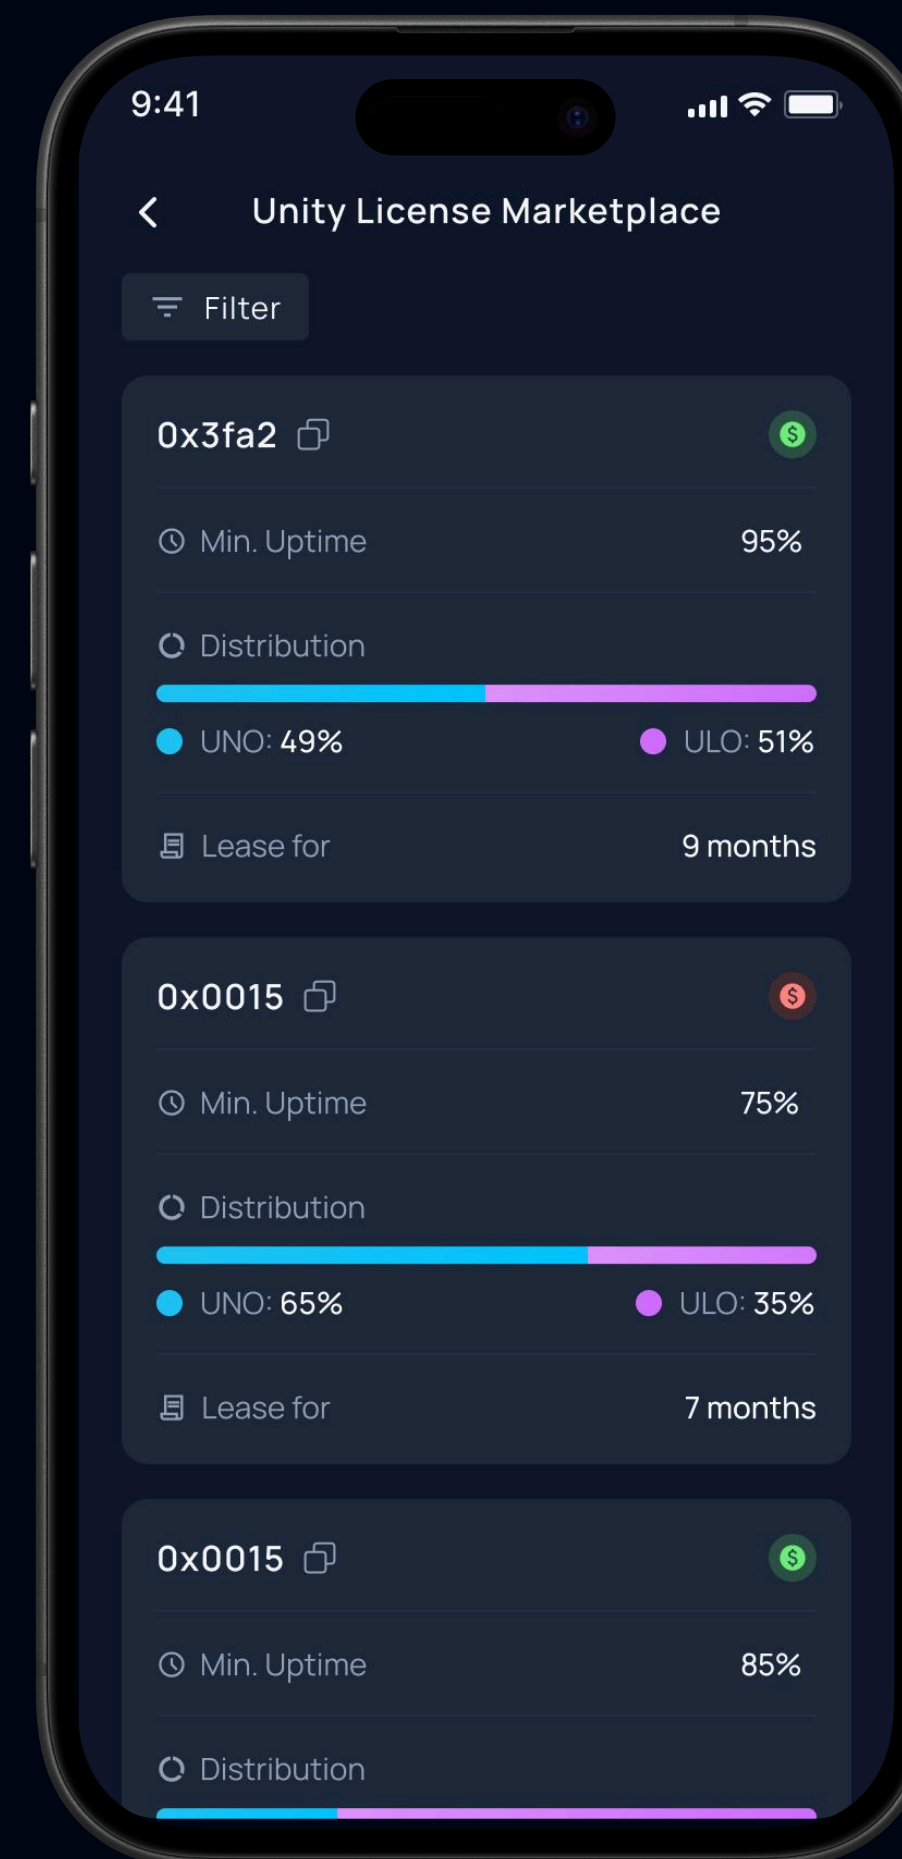 9:41
Unity License Marketplace
Filter
0x3fa2
$
Min. Uptime 95%
Distribution
UNO: 49% ULO: 51%
Lease for 9 months
0x0015
$
Min. Uptime 75%
Distribution
UNO: 65% ULO: 35%
Lease for 7 months
0x0015
$
Min. Uptime 85%
Distribution